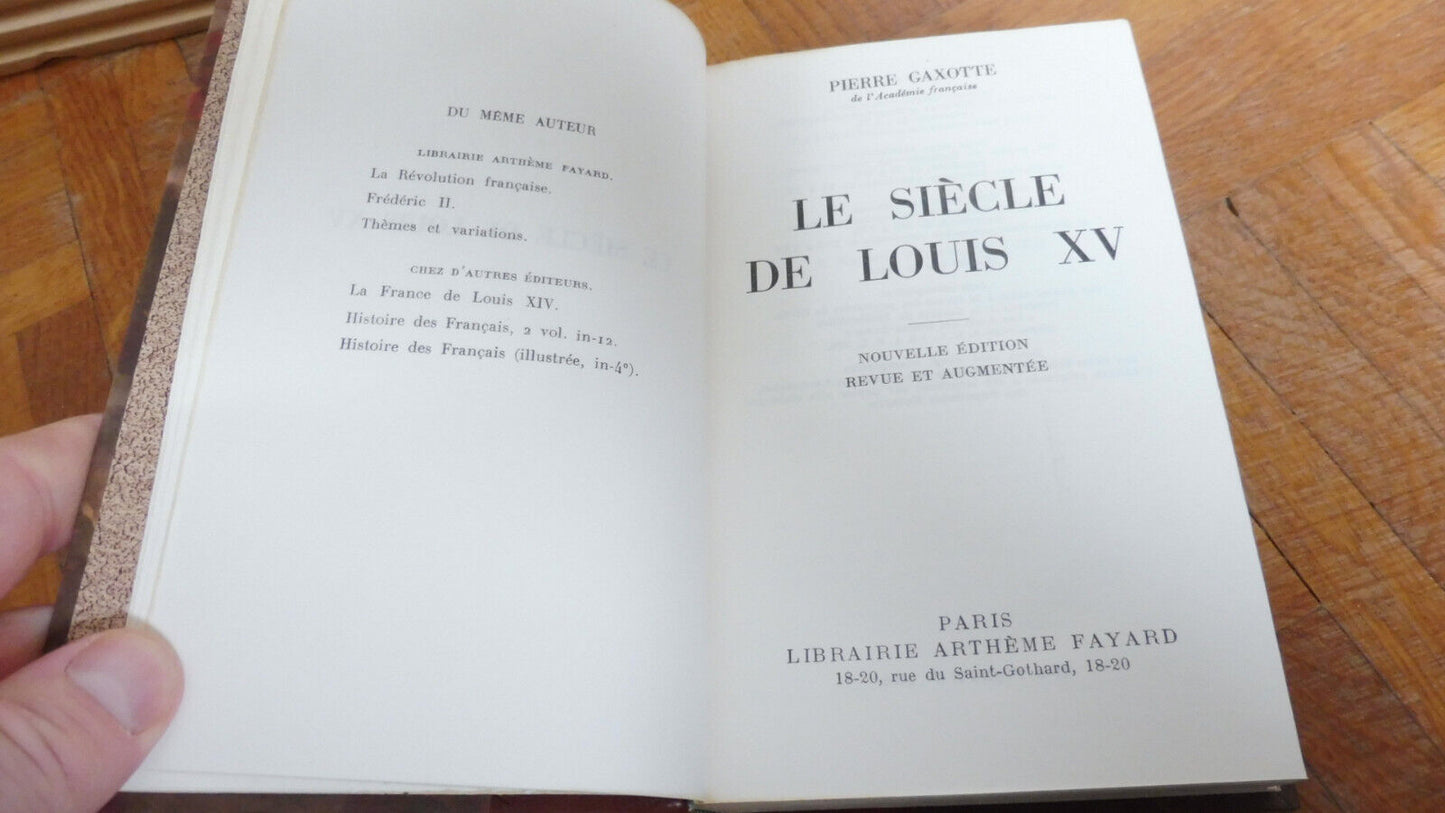 DU MÊME AUTEUR
LIBRAIRIE ARTHÈME FAYARD.
La Révolution française.
Frédéric II.
Thèmes et variations.
CHEZ D'AUTRES ÉDITEURS.
La France de Louis XIV.
Histoire des Français, 2 vol. in-12.
Histoire des Français (illustrée, in-4°).
PIERRE GAXOTTE
de l'Académie française
LE SIÈCLE
DE LOUIS XV
NOUVELLE ÉDITION
REVUE ET AUGMENTÉE
PARIS
LIBRAIRIE ARTHÈME FAYARD
18-20, rue du Saint-Gothard, 18-20